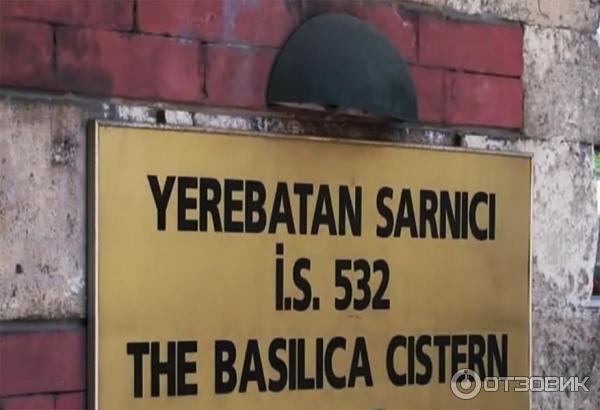 YEREBATAN SARNICI
İ.S. 532
THE BASILICA CISTERN
ОТЗОВИК